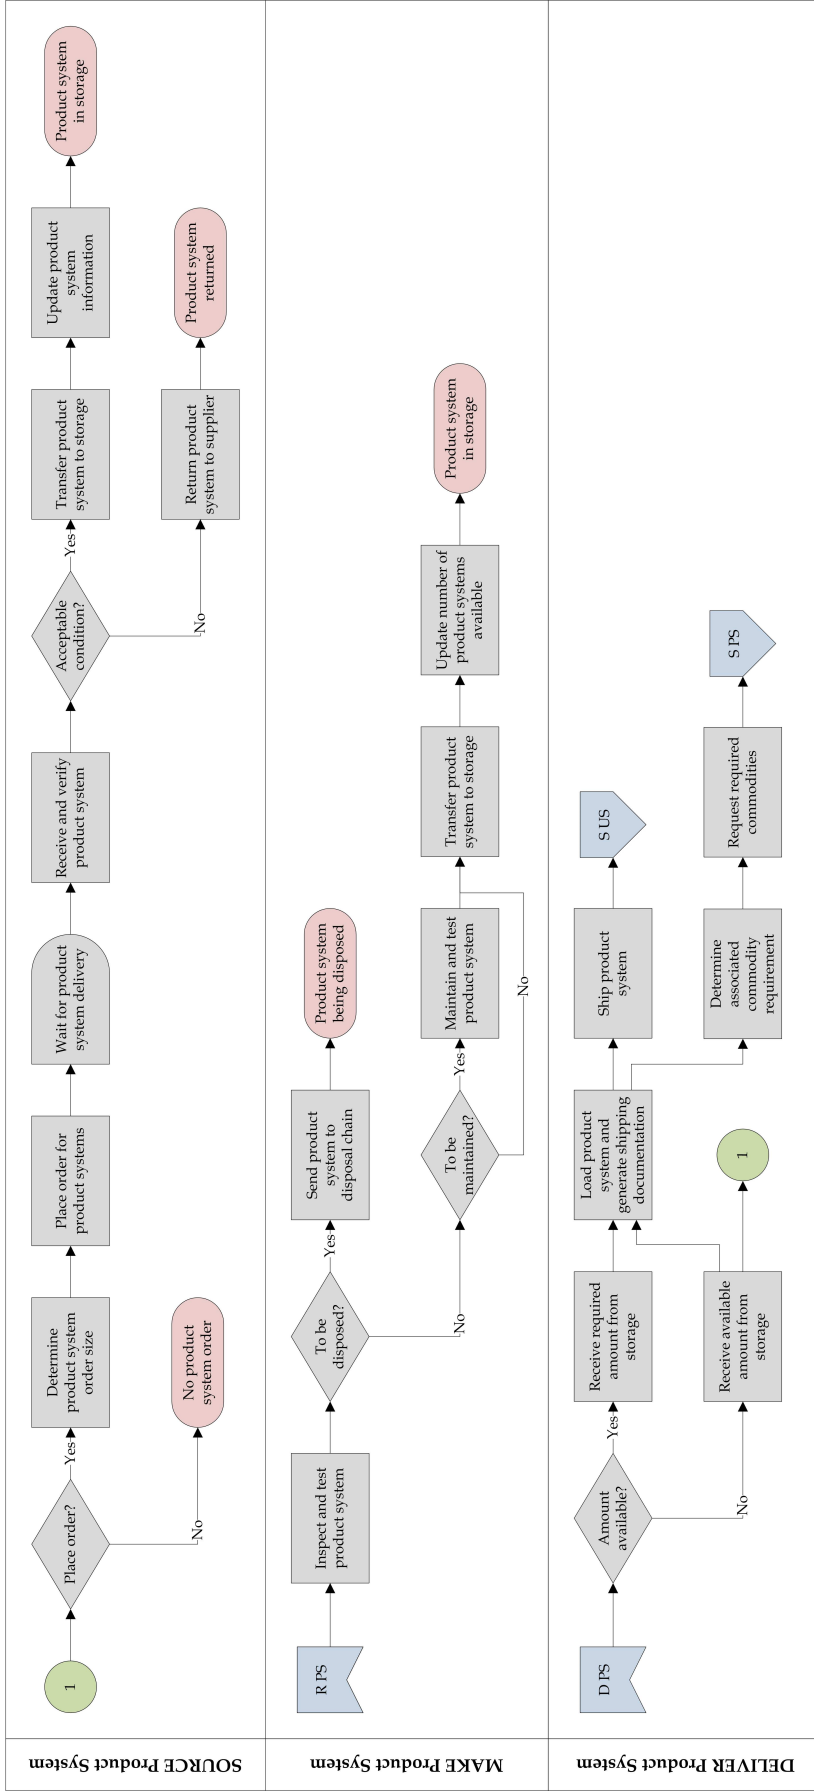 SOURCE Product System
1
Place order?
Yes
No
Determine
product system
order size
No product
system order
Place order for
product systems
Wait for product
system delivery
Receive and verify
product system
Acceptable
condition?
Yes
No
Transfer product
system to storage
Return product
system to supplier
Update product
system
information
Product system
returned
Product system
in storage
MAKE Product System
R PS
Inspect and test
product system
To be
disposed?
Yes
No
Send product
system to
disposal chain
Product system
being disposed
To be
maintained?
Yes
No
Maintain and test
product system
Transfer product
system to storage
Update number of
product systems
available
Product system
in storage
DELIVER Product System
D PS
Amount
available?
Yes
No
Receive required
amount from
storage
Receive available
amount from
storage
Load product
system and
generate shipping
documentation
1
Ship product
system
S US
Determine
associated
commodity
requirement
Request required
commodities
S PS